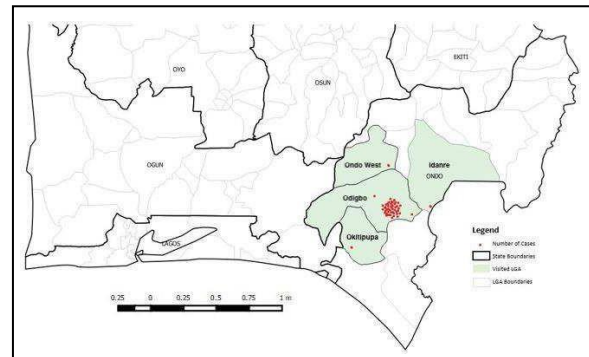 EKITI
OYO
OSUN
Ondo West
Idanre
OGUN
ONDO
Odigbo
Okitipupa
LAGOS
Legend
Number of Cases
State Boundaries
Visited LGA
LGA Boundaries
0.25 0 0.25 0.5 0.75 1 m